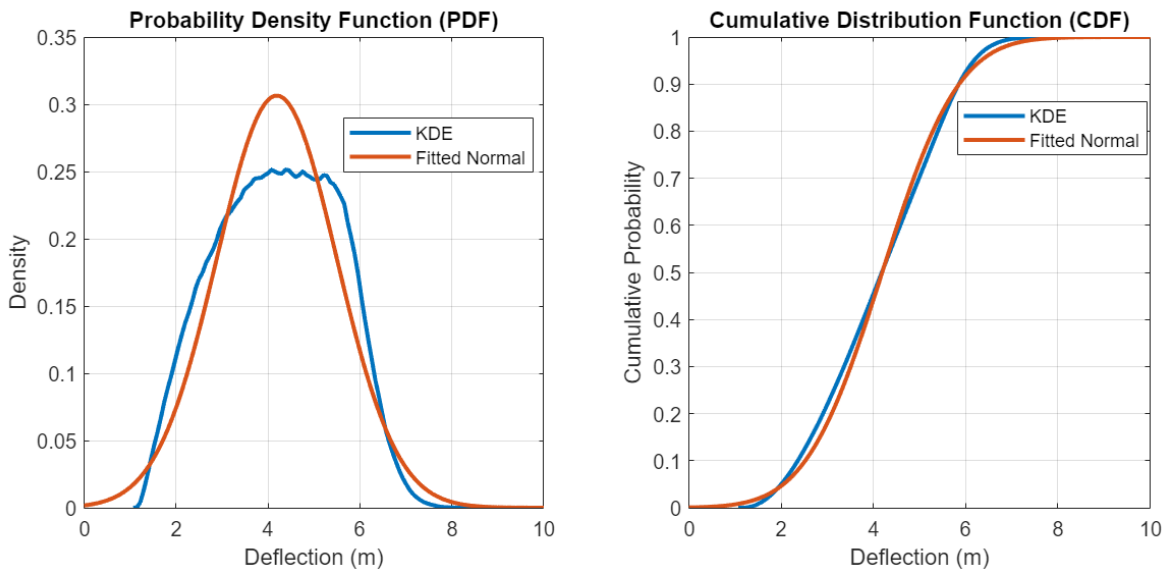 Probability Density Function (PDF)
0.35
0.3
0.25
0.2
0.15
0.1
0.05
0
Density
0 2 4 6 8 10
Deflection (m)
KDE
Fitted Normal
Cumulative Distribution Function (CDF)
1
0.9
0.8
0.7
0.6
0.5
0.4
0.3
0.2
0.1
0
Cumulative Probability
0 2 4 6 8 10
Deflection (m)
KDE
Fitted Normal